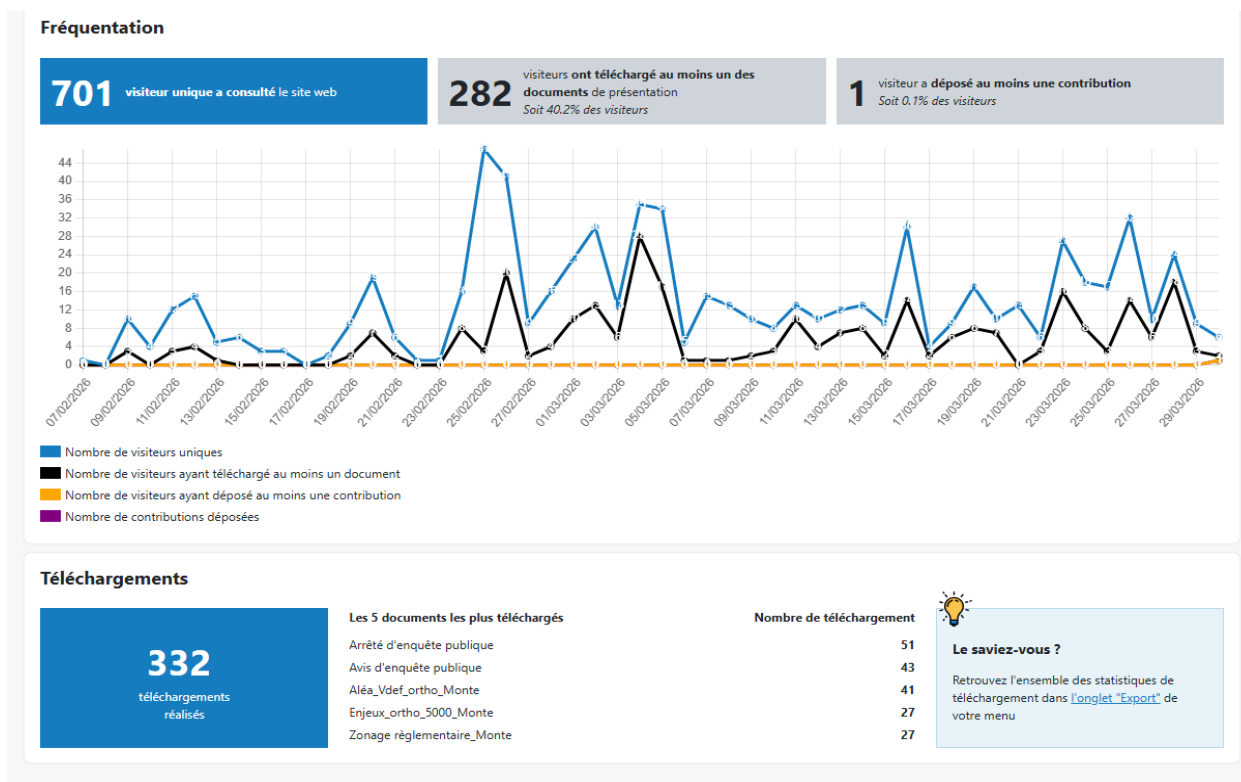 Fréquentation
701 visiteur unique a consulté le site web
282 visiteurs ont téléchargé au moins un des
documents de présentation
Soit 40.2% des visiteurs
1 visiteur a déposé au moins une contribution
Soit 0.1% des visiteurs
44
40
36
32
28
24
20
16
12
8
4
0
07/02/2026
09/02/2026
11/02/2026
13/02/2026
15/02/2026
17/02/2026
19/02/2026
21/02/2026
23/02/2026
25/02/2026
27/02/2026
01/03/2026
03/03/2026
05/03/2026
07/03/2026
09/03/2026
11/03/2026
13/03/2026
15/03/2026
17/03/2026
19/03/2026
21/03/2026
23/03/2026
25/03/2026
27/03/2026
29/03/2026
Nombre de visiteurs uniques
Nombre de visiteurs ayant téléchargé au moins un document
Nombre de visiteurs ayant déposé au moins une contribution
Nombre de contributions déposées
Téléchargements
332
téléchargements
réalisés
Les 5 documents les plus téléchargés Nombre de téléchargement
Arrêté d'enquête publique 51
Avis d'enquête publique 43
Aléa_Vdef_ortho_Monte 41
Enjeux_ortho_5000_Monte 27
Zonage règlementaire_Monte 27
Le saviez-vous ?
Retrouvez l'ensemble des statistiques de
téléchargement dans l'onglet "Export" de
votre menu